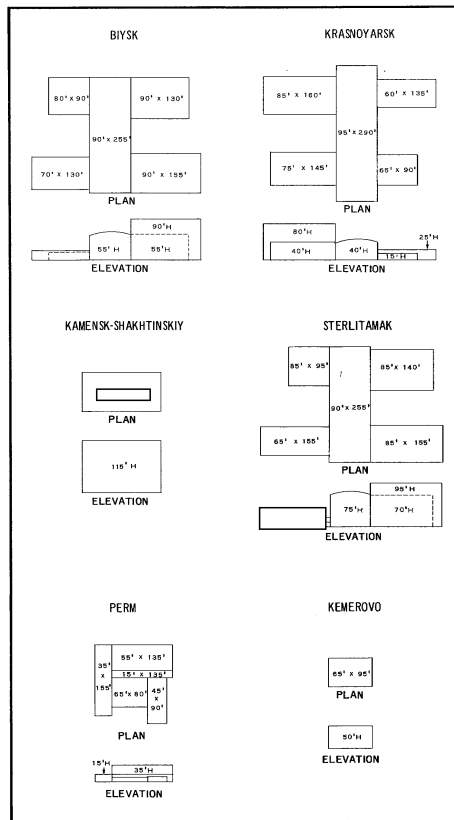 BIYSK
80' X 90'
90' X 130'
90' X 255'
70' X 130'
90' X 155'
PLAN
90'H
55'H
55'H
ELEVATION
KRASNOYARSK
85' X 160'
60' X 135'
95' X 290'
75' X 145'
65' X 90'
PLAN
80'H
25'H
40'H
40'H
15'H
ELEVATION
KAMENSK-SHAKHTINSKIY
PLAN
115'H
ELEVATION
STERLITAMAK
85' X 95'
85' X 140'
90' X 255'
65' X 155'
85' X 155'
PLAN
95'H
75'H
70'H
ELEVATION
PERM
35'
X
155'
55' X 135'
15' X 135'
65' X 80'
45'
X
90'
PLAN
15'H
35'H
ELEVATION
KEMEROVO
65' X 95'
PLAN
50'H
ELEVATION